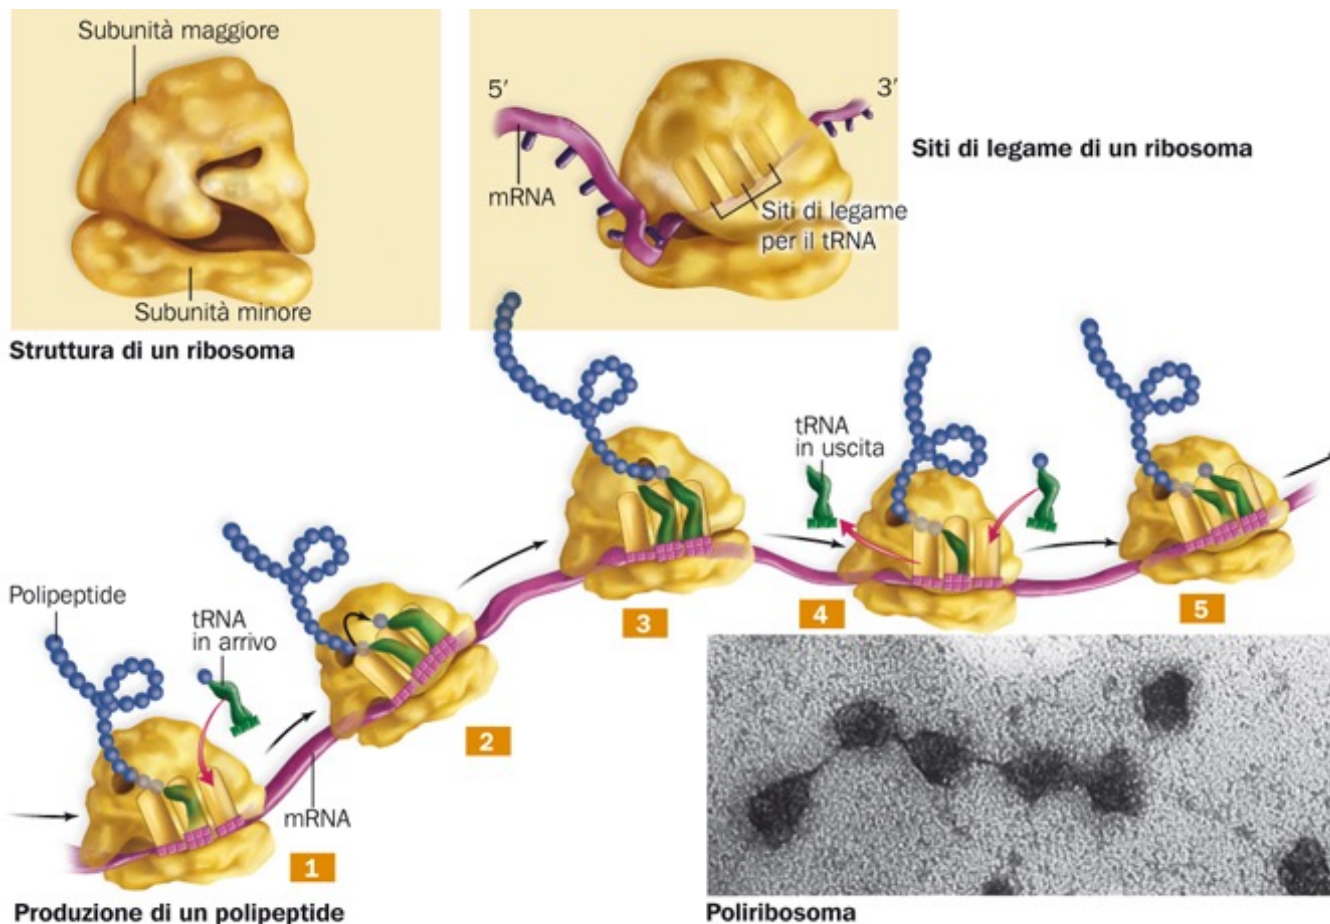 Subunità maggiore
Subunità minore
Struttura di un ribosoma
5'
3'
mRNA
Siti di legame
per il tRNA
Siti di legame di un ribosoma
Polipeptide
tRNA
in arrivo
mRNA
tRNA
in uscita
1
2
3
4
5
Produzione di un polipeptide
Poliribosoma